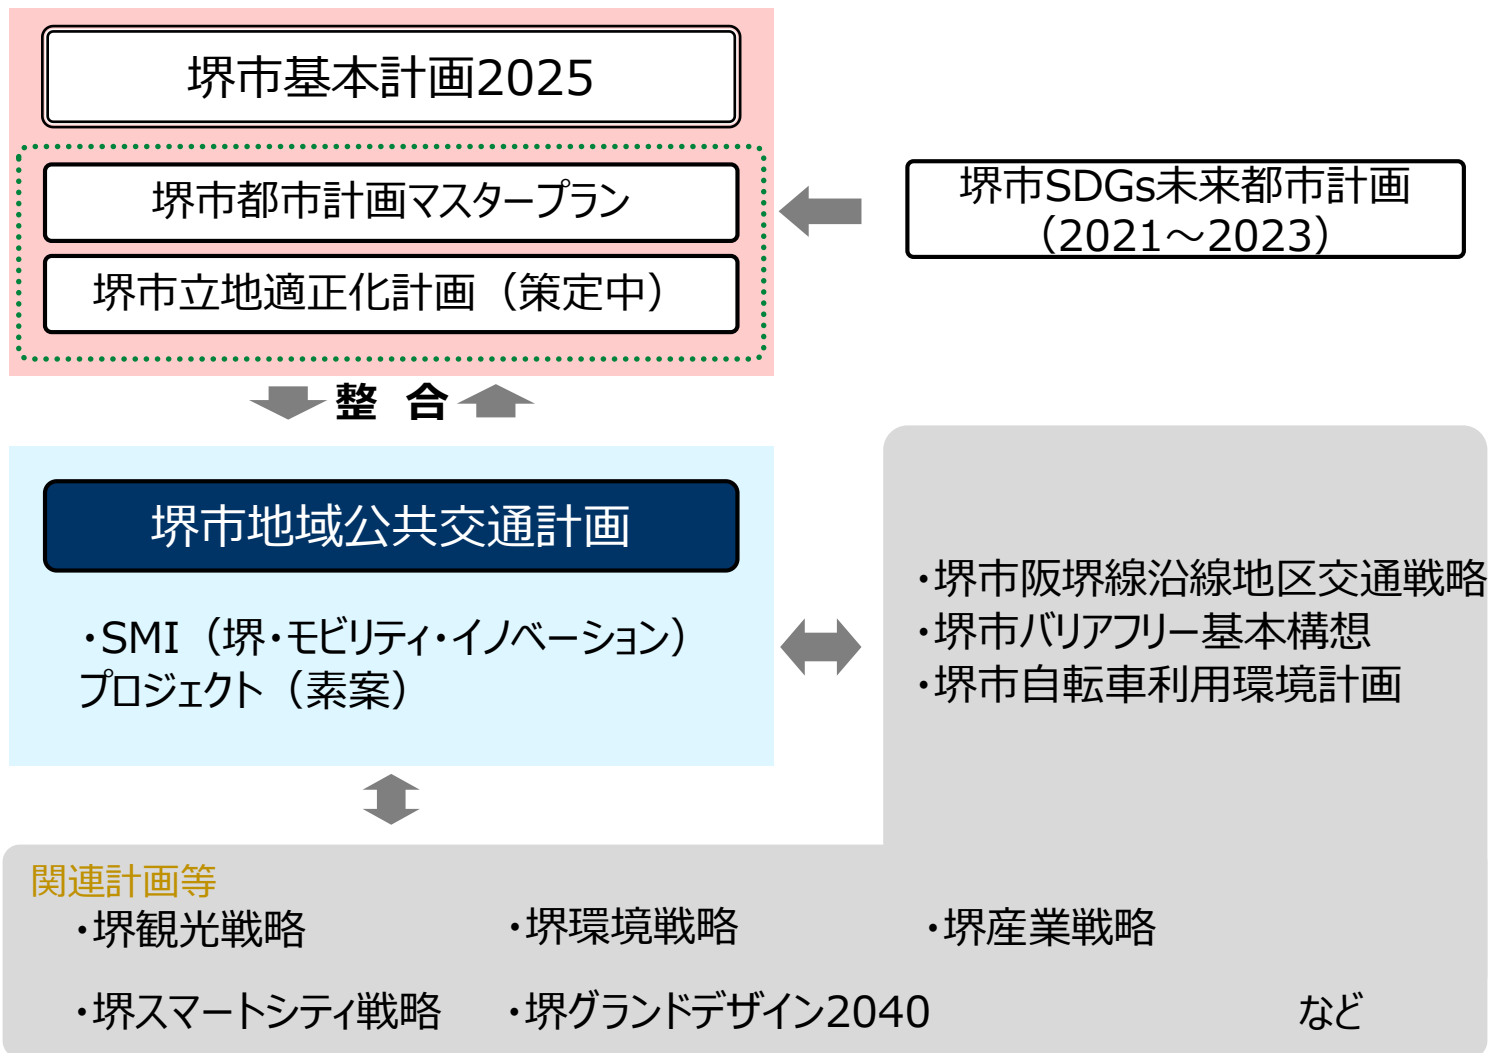 堺市基本計画2025
堺市都市計画マスタープラン
堺市立地適正化計画（策定中）
堺市SDGs未来都市計画
（2021～2023）
整 合
堺市地域公共交通計画
・SMI（堺・モビリティ・イノベーション）
プロジェクト（素案）
・堺市阪堺線沿線地区交通戦略
・堺市バリアフリー基本構想
・堺市自転車利用環境計画
関連計画等
・堺観光戦略
・堺環境戦略
・堺産業戦略
・堺スマートシティ戦略
・堺グランドデザイン2040
など